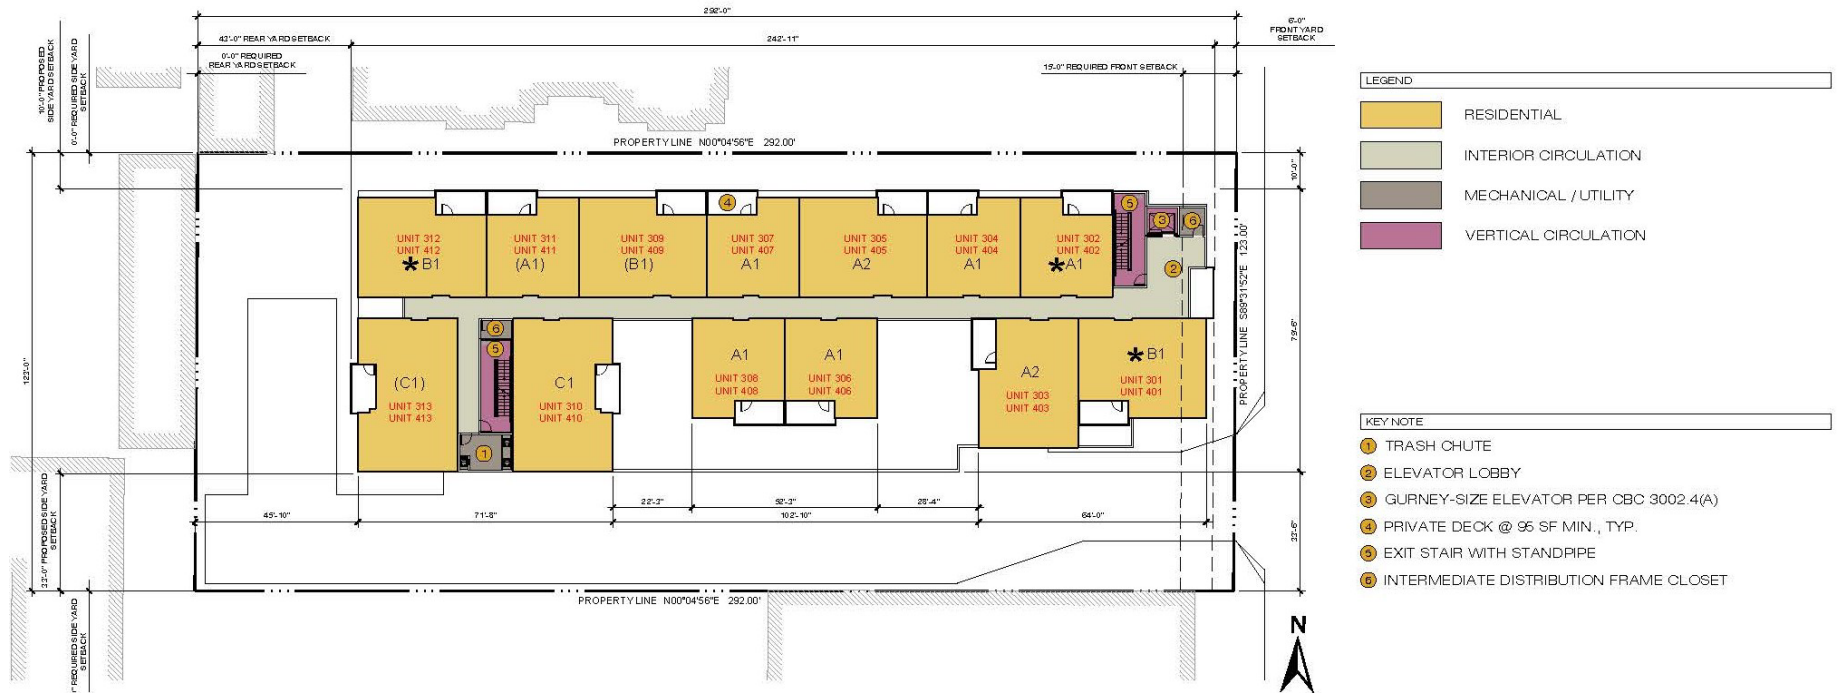 292'-0"
6'-0"
FRONT YARD
SETBACK
43'-0" REAR YARD SETBACK
242'-11"
0'-0" REQUIRED
REAR YARD SETBACK
15'-0" REQUIRED FRONT SETBACK
10'-0" PROPOSED
SIDE YARD SETBACK
0'-0" REQUIRED SIDE YARD
SETBACK
PROPERTY LINE N00°04'56"E 292.00'
10'-0"
UNIT 312
UNIT 412
*B1
UNIT 311
UNIT 411
(A1)
UNIT 309
UNIT 409
(B1)
4
UNIT 307
UNIT 407
A1
UNIT 305
UNIT 405
A2
UNIT 304
UNIT 404
A1
UNIT 302
UNIT 402
*A1
5
3
6
2
PROPERTY LINE S89°31'52"E 123.00'
123'-0"
79'-6"
(C1)
UNIT 313
UNIT 413
6
5
1
C1
UNIT 310
UNIT 410
A1
UNIT 308
UNIT 408
A1
UNIT 306
UNIT 406
A2
UNIT 303
UNIT 403
*B1
UNIT 301
UNIT 401
45'-10"
71'-8"
22'-3"
52'-3"
28'-4"
102'-10"
64'-0"
33'-6"
33'-0" PROPOSED SIDE YARD
SETBACK
PROPERTY LINE N00°04'56"E 292.00'
REQUIRED SIDE YARD
SETBACK
N
LEGEND
RESIDENTIAL
INTERIOR CIRCULATION
MECHANICAL / UTILITY
VERTICAL CIRCULATION
KEY NOTE
1 TRASH CHUTE
2 ELEVATOR LOBBY
3 GURNEY-SIZE ELEVATOR PER CBC 3002.4(A)
4 PRIVATE DECK @ 95 SF MIN., TYP.
5 EXIT STAIR WITH STANDPIPE
6 INTERMEDIATE DISTRIBUTION FRAME CLOSET